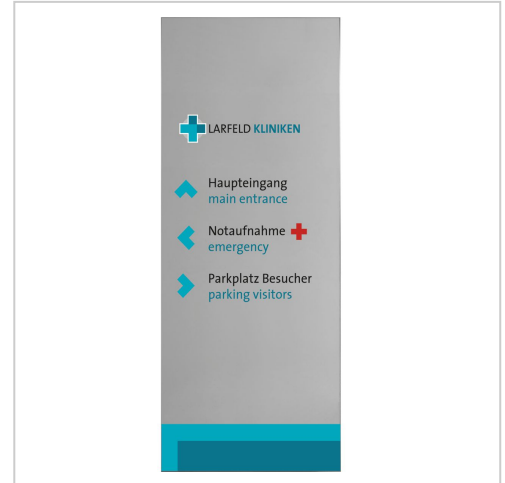 LARFELD KLINIKEN
Haupteingang
main entrance
Notaufnahme
emergency
Parkplatz Besucher
parking visitors